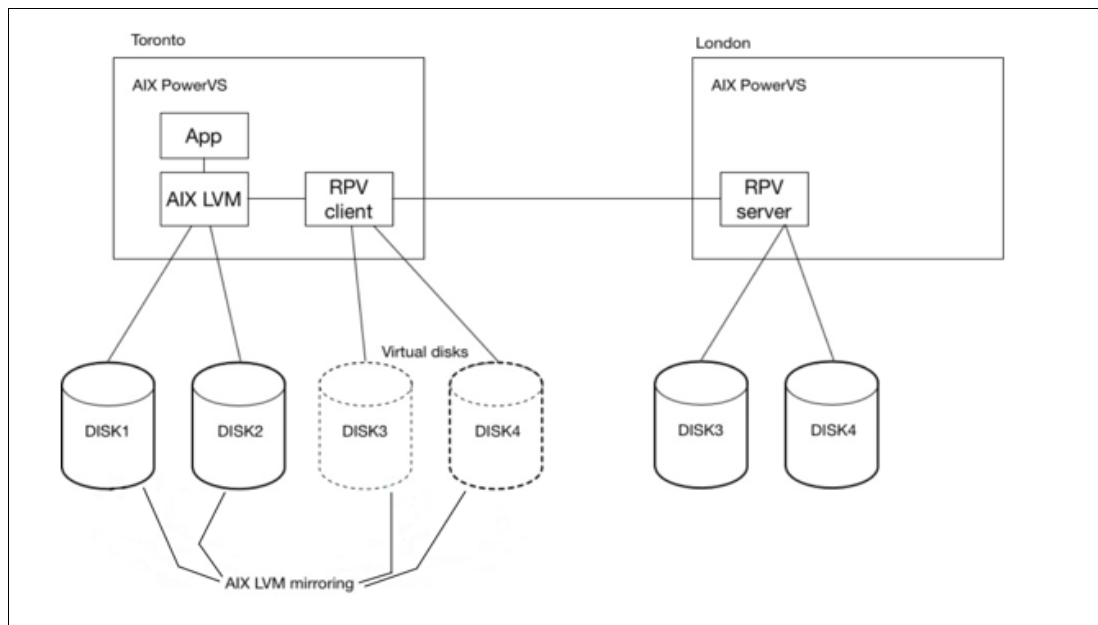 Toronto
London
AIX PowerVS
AIX PowerVS
App
AIX LVM
RPV
client
RPV
server
Virtual disks
DISK1
DISK2
DISK3
DISK4
DISK3
DISK4
AIX LVM mirroring